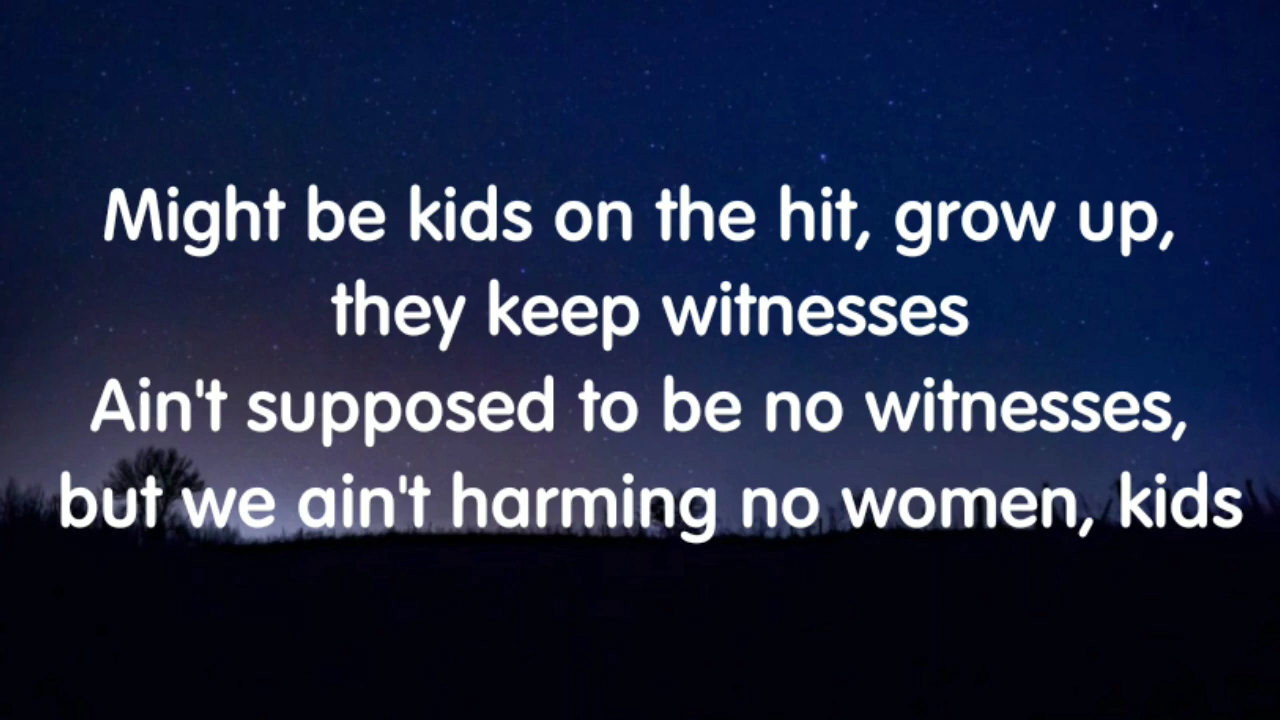 Might be kids on the hit, grow up,
they keep witnesses
Ain't supposed to be no witnesses,
but we ain't harming no women, kids